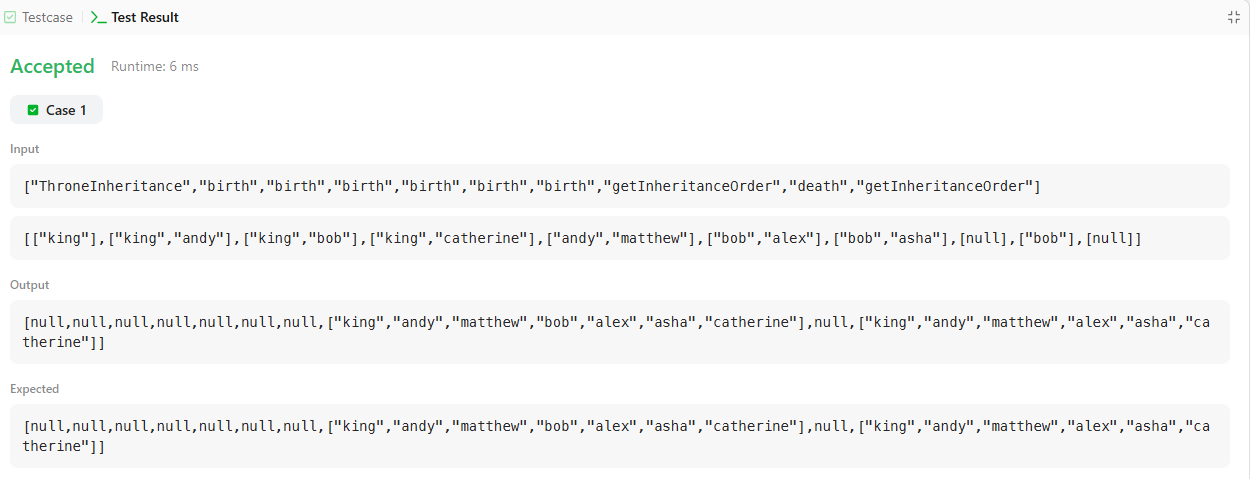 Testcase
Test Result
Accepted
Runtime: 6 ms
Case 1
Input
["ThroneInheritance","birth","birth","birth","birth","birth","birth","getInheritanceOrder","death","getInheritanceOrder"]
[["king"],["king","andy"],["king","bob"],["king","catherine"],["andy","matthew"],["bob","alex"],["bob","asha"],[null],["bob"],[null]]
Output
[null,null,null,null,null,null,null,["king","andy","matthew","bob","alex","asha","catherine"],null,["king","andy","matthew","alex","asha","ca
therine"]]
Expected
[null,null,null,null,null,null,null,["king","andy","matthew","bob","alex","asha","catherine"],null,["king","andy","matthew","alex","asha","ca
therine"]]